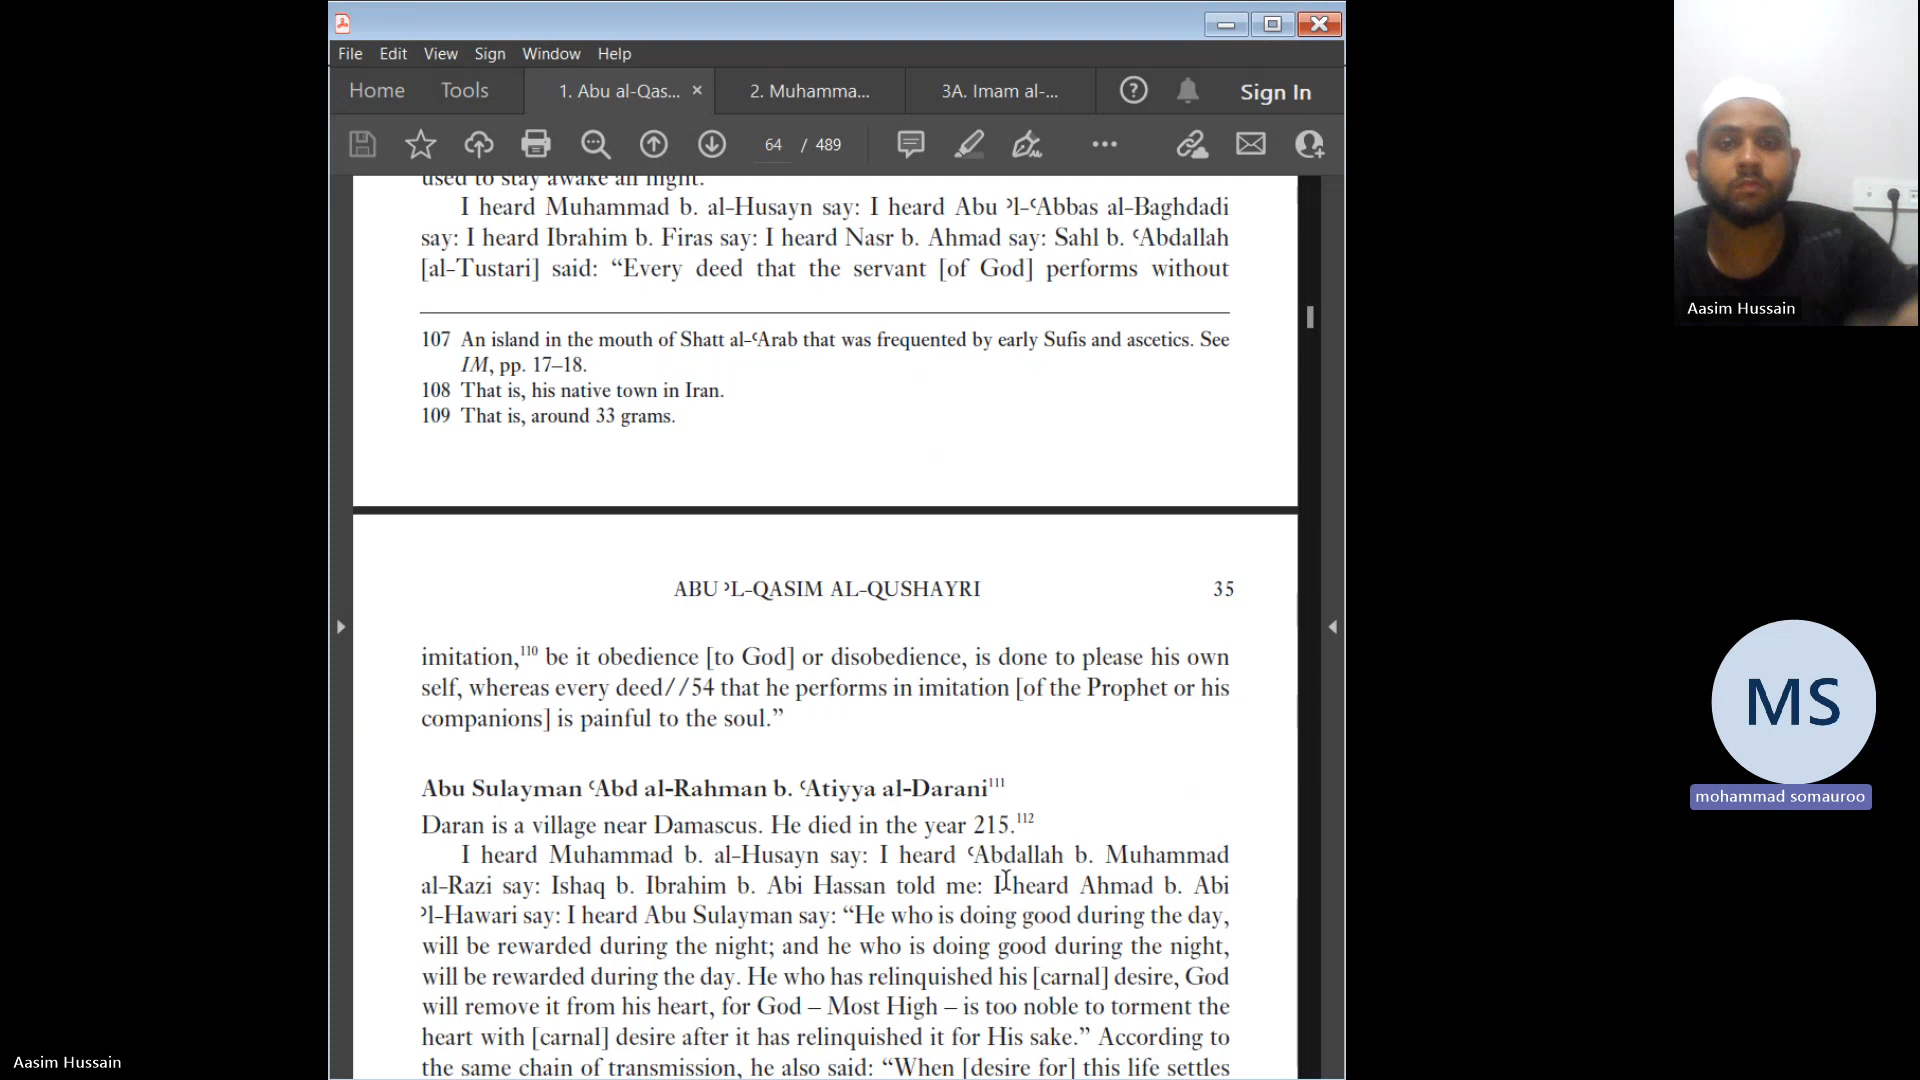 File Edit View Sign Window Help
Home Tools 1. Abu al-Qas... × 2. Muhamma... 3A. Imam al-... Sign In
64 / 489
used to stay awake all night.
I heard Muhammad b. al-Husayn say: I heard Abu ʾl-ʿAbbas al-Baghdadi
say: I heard Ibrahim b. Firas say: I heard Nasr b. Ahmad say: Sahl b. ʿAbdallah
[al-Tustari] said: “Every deed that the servant [of God] performs without
107 An island in the mouth of Shatt al-ʿArab that was frequented by early Sufis and ascetics. See
IM, pp. 17–18.
108 That is, his native town in Iran.
109 That is, around 33 grams.
ABU ʾL-QASIM AL-QUSHAYRI 35
imitation,110 be it obedience [to God] or disobedience, is done to please his own
self, whereas every deed//54 that he performs in imitation [of the Prophet or his
companions] is painful to the soul.”
Abu Sulayman ʿAbd al-Rahman b. ʿAtiyya al-Darani111
Daran is a village near Damascus. He died in the year 215.112
I heard Muhammad b. al-Husayn say: I heard ʿAbdallah b. Muhammad
al-Razi say: Ishaq b. Ibrahim b. Abi Hassan told me: I heard Ahmad b. Abi
ʾl-Hawari say: I heard Abu Sulayman say: “He who is doing good during the day,
will be rewarded during the night; and he who is doing good during the night,
will be rewarded during the day. He who has relinquished his [carnal] desire, God
will remove it from his heart, for God – Most High – is too noble to torment the
heart with [carnal] desire after it has relinquished it for His sake.” According to
the same chain of transmission, he also said: “When [desire for] this life settles
Aasim Hussain
MS
mohammad somauroo
Aasim Hussain